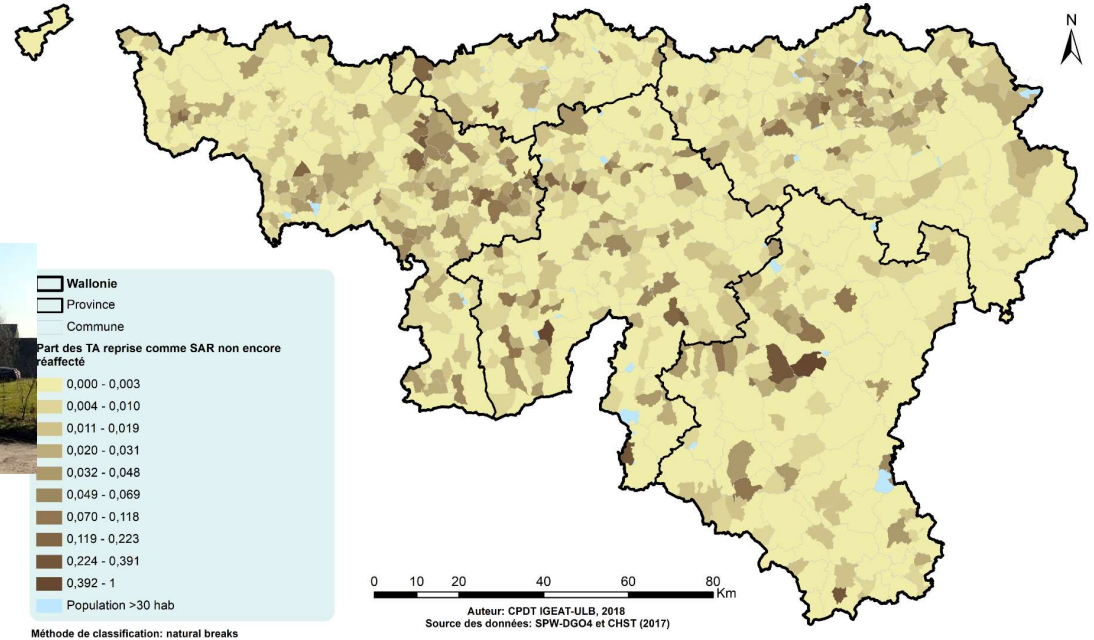 N
Wallonie
Province
Commune
Part des TA reprise comme SAR non encore
réaffecté
0,000 - 0,003
0,004 - 0,010
0,011 - 0,019
0,020 - 0,031
0,032 - 0,048
0,049 - 0,069
0,070 - 0,118
0,119 - 0,223
0,224 - 0,391
0,392 - 1
Population >30 hab
Méthode de classification: natural breaks
0 10 20 40 60 80
Km
Auteur: CPDT IGEAT-ULB, 2018
Source des données: SPW-DGO4 et CHST (2017)